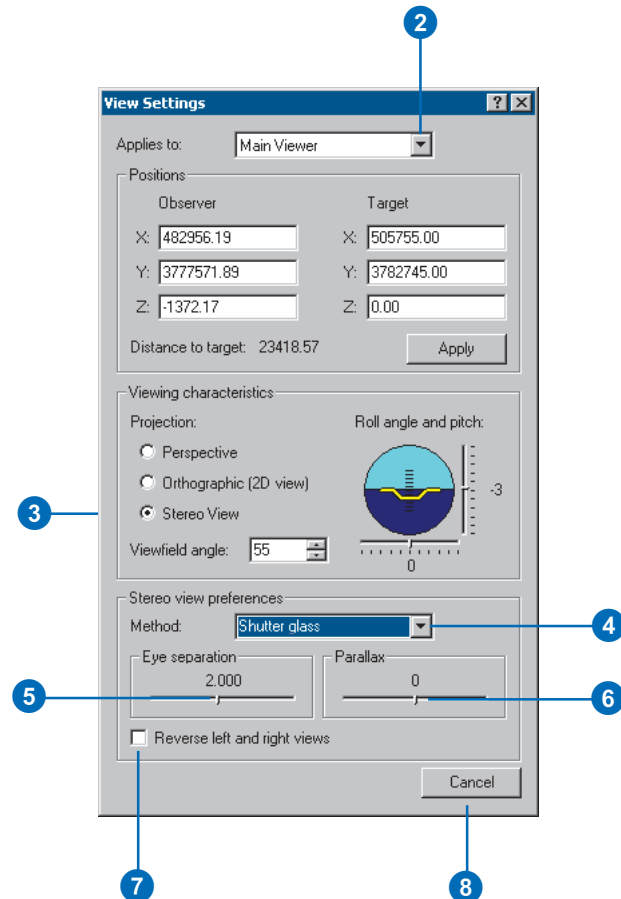 2
View Settings
Applies to: Main Viewer
Positions
Observer Target
X: 482956.19 X: 505755.00
Y: 3777571.89 Y: 3782745.00
Z: -1372.17 Z: 0.00
Distance to target: 23418.57 Apply
Viewing characteristics
Projection: Roll angle and pitch:
Perspective
Orthographic (2D view) -3
3 Stereo View
Viewfield angle: 55
0
Stereo view preferences
Method: Shutter glass 4
Eye separation Parallax
2.000 0
5 6
Reverse left and right views
Cancel
7 8